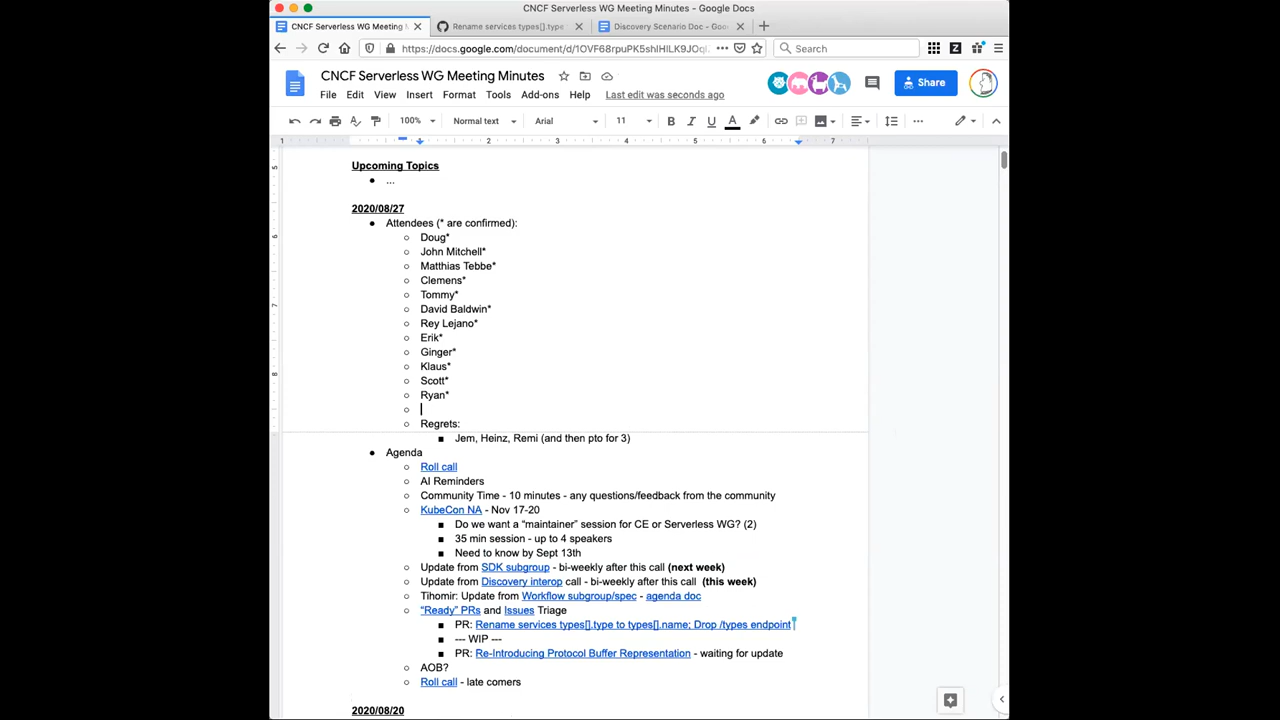 CNCF Serverless WG Meeting Minutes - Google Docs
CNCF Serverless WG Meeting M
Rename services types[].type
Discovery Scenario Doc - Goo
https://docs.google.com/document/d/1OVF68rpuPK5shIHILK9JOql
Search
CNCF Serverless WG Meeting Minutes
Share
File Edit View Insert Format Tools Add-ons Help Last edit was seconds ago
100% Normal text Arial 11 B I U A
1 1 2 3 4 5 6 7
Upcoming Topics
● ...
2020/08/27
● Attendees (* are confirmed):
○ Doug*
○ John Mitchell*
○ Matthias Tebbe*
○ Clemens*
○ Tommy*
○ David Baldwin*
○ Rey Lejano*
○ Erik*
○ Ginger*
○ Klaus*
○ Scott*
○ Ryan*
○
○ Regrets:
■ Jem, Heinz, Remi (and then pto for 3)
● Agenda
○ Roll call
○ AI Reminders
○ Community Time - 10 minutes - any questions/feedback from the community
○ KubeCon NA - Nov 17-20
■ Do we want a “maintainer” session for CE or Serverless WG? (2)
■ 35 min session - up to 4 speakers
■ Need to know by Sept 13th
○ Update from SDK subgroup - bi-weekly after this call (next week)
○ Update from Discovery interop call - bi-weekly after this call (this week)
○ Tihomir: Update from Workflow subgroup/spec - agenda doc
○ “Ready” PRs and Issues Triage
■ PR: Rename services types[].type to types[].name; Drop /types endpoint
■ --- WIP ---
■ PR: Re-Introducing Protocol Buffer Representation - waiting for update
○ AOB?
○ Roll call - late comers
2020/08/20